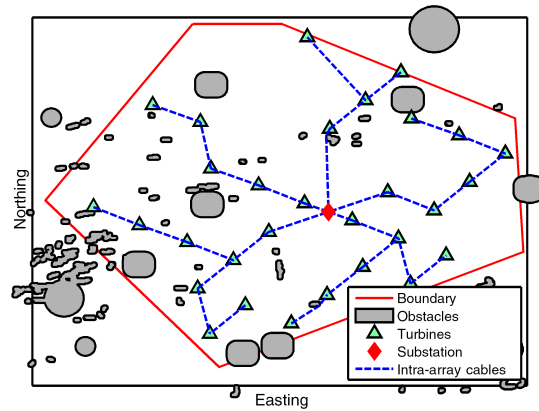 Northing
Boundary
Obstacles
Turbines
Substation
Intra-array cables
Easting